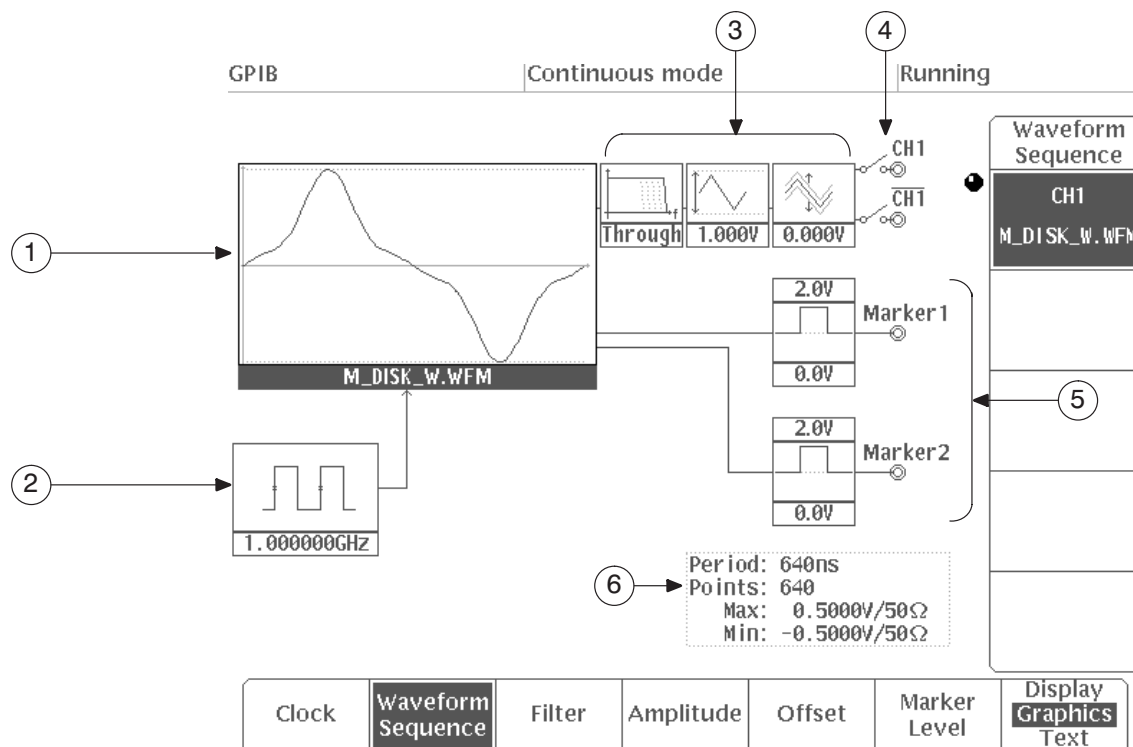 3
4
GPIB
Continuous mode
Running
CH1
CH1
Waveform
Sequence
CH1
M_DISK_W.WFM
f
Through
1.000V
0.000V
1
2.0V
Marker1
0.0V
M_DISK_W.WFM
5
2.0V
Marker2
0.0V
2
1.000000GHz
6
Period: 640ns
Points: 640
Max: 0.5000V/50Ω
Min: -0.5000V/50Ω
Clock
Waveform
Sequence
Filter
Amplitude
Offset
Marker
Level
Display
Graphics
Text